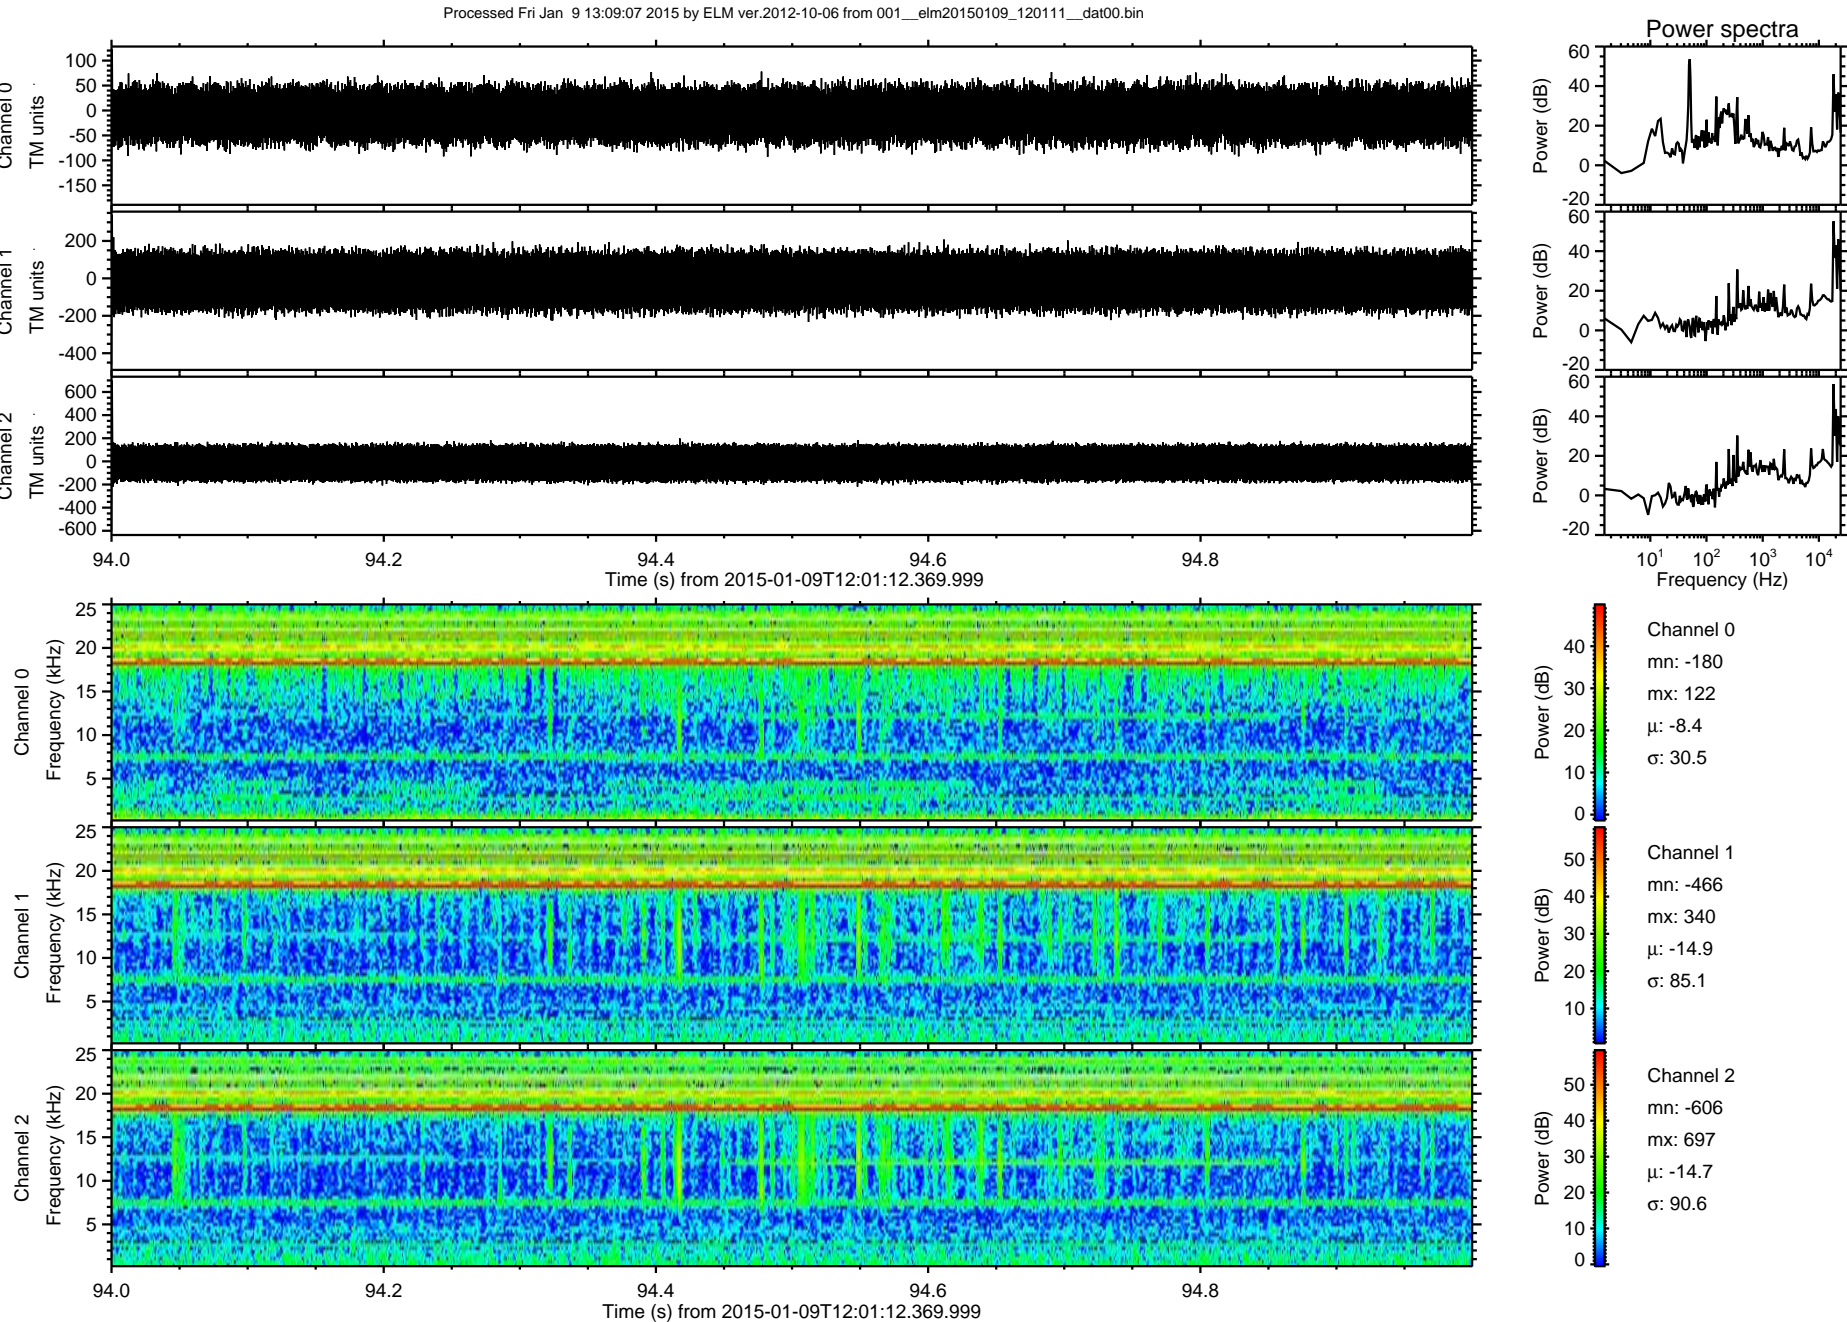 Processed Fri Jan  9 13:09:07 2015 by ELM ver.2012-10-06 from 001__elm20150109_120111__dat00.bin
Power spectra
Channel 0
TM units
100
50
0
-50
-100
-150
Power (dB)
60
40
20
0
-20
Channel 1
TM units
200
0
-200
-400
Power (dB)
60
40
20
0
-20
Channel 2
TM units
600
400
200
0
-200
-400
-600
Power (dB)
60
40
20
0
-20
94.0 94.2 94.4 94.6 94.8
Time (s) from 2015-01-09T12:01:12.369.999
10^1 10^2 10^3 10^4
Frequency (Hz)
Channel 0
Frequency (kHz)
25
20
15
10
5
Power (dB)
40
30
20
10
0
Channel 0
mn: -180
mx: 122
μ: -8.4
σ: 30.5
Channel 1
Frequency (kHz)
25
20
15
10
5
Power (dB)
50
40
30
20
10
Channel 1
mn: -466
mx: 340
μ: -14.9
σ: 85.1
Channel 2
Frequency (kHz)
25
20
15
10
5
Power (dB)
50
40
30
20
10
0
Channel 2
mn: -606
mx: 697
μ: -14.7
σ: 90.6
94.0 94.2 94.4 94.6 94.8
Time (s) from 2015-01-09T12:01:12.369.999